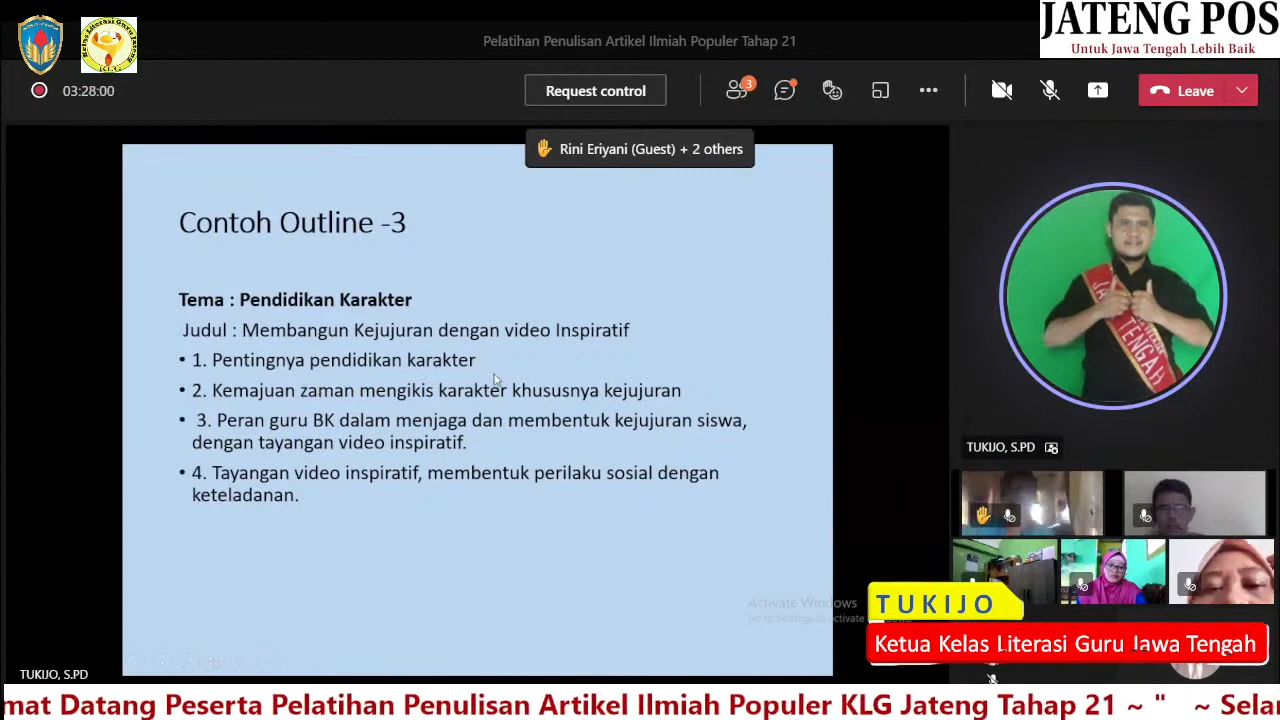 JATENG POS
Untuk Jawa Tengah Lebih Baik
Pelatihan Penulisan Artikel Ilmiah Populer Tahap 21
03:28:00
Request control
3
Leave
Rini Eriyani (Guest) + 2 others
Contoh Outline -3
Tema : Pendidikan Karakter
Judul : Membangun Kejujuran dengan video Inspiratif
• 1. Pentingnya pendidikan karakter
• 2. Kemajuan zaman mengikis karakter khususnya kejujuran
• 3. Peran guru BK dalam menjaga dan membentuk kejujuran siswa,
dengan tayangan video inspiratif.
• 4. Tayangan video inspiratif, membentuk perilaku sosial dengan
keteladanan.
TENGAH
TUKIJO, S.PD
Activate Windows
TUKIJO
Ketua Kelas Literasi Guru Jawa Tengah
TUKIJO, S.PD
mat Datang Peserta Pelatihan Penulisan Artikel Ilmiah Populer KLG Jateng Tahap 21 ~ " ~ Selar